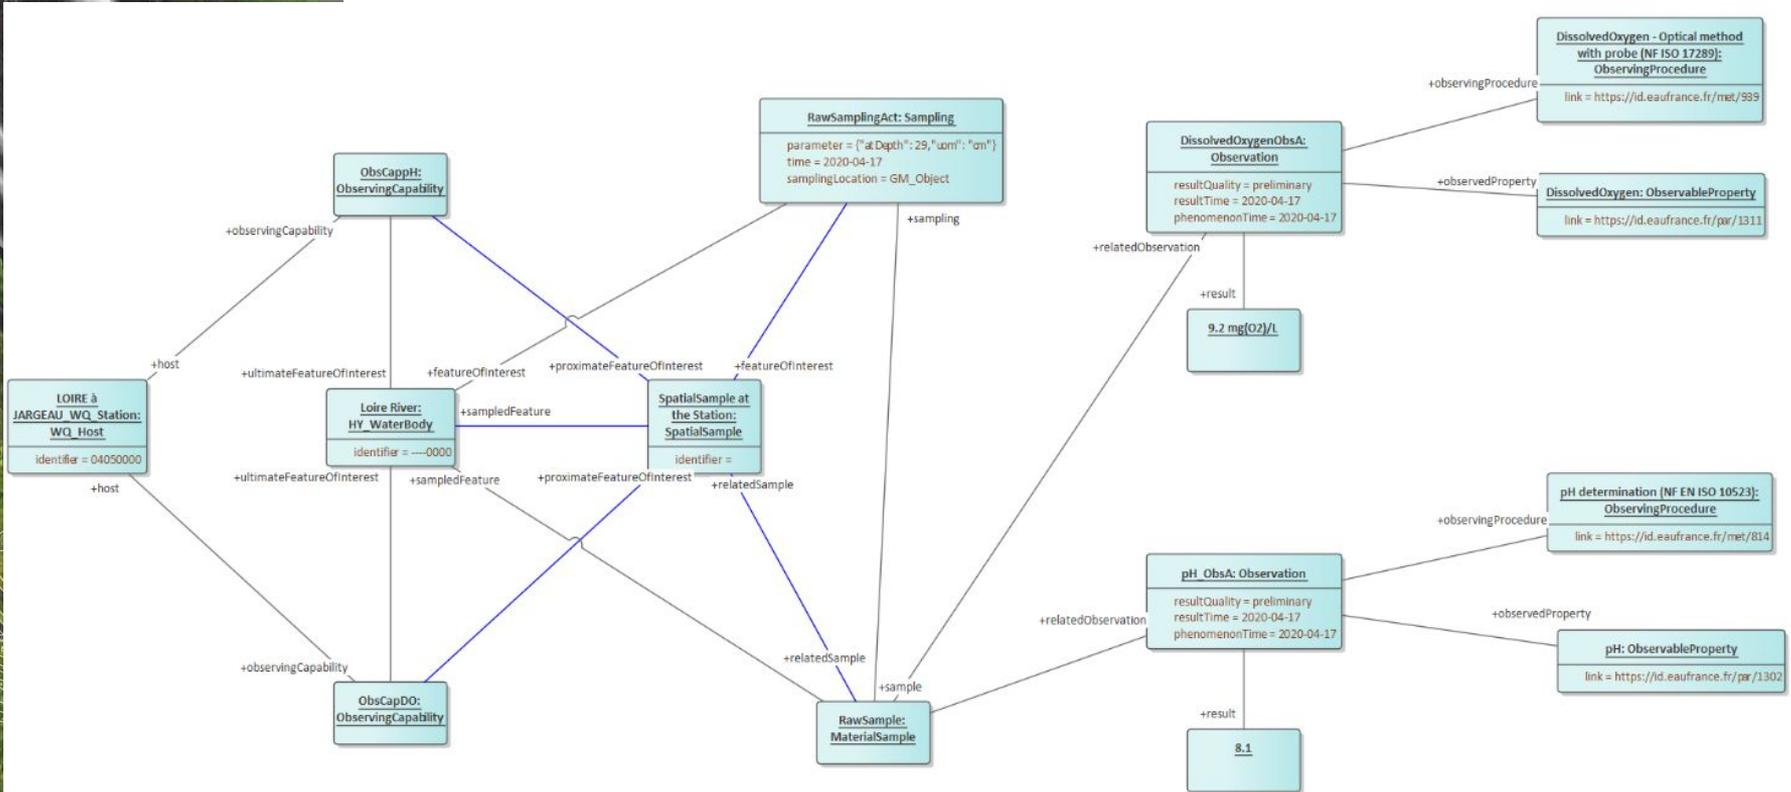 DissolvedOxygen - Optical method
with probe (NF ISO 17289):
ObservingProcedure
link = https://id.eaufrance.fr/met/939
+observingProcedure
RawSamplingAct: Sampling
parameter = {"atDepth": 29,"uom": "cm"}
time = 2020-04-17
samplingLocation = GM_Object
DissolvedOxygenObsA:
Observation
resultQuality = preliminary
resultTime = 2020-04-17
phenomenonTime = 2020-04-17
+observedProperty
DissolvedOxygen: ObservableProperty
link = https://id.eaufrance.fr/par/1311
ObsCappH:
ObservingCapability
+observingCapability
+sampling
+relatedObservation
+result
9.2 mg(O2)/L
+host
+ultimateFeatureOfInterest
+featureOfInterest
+proximateFeatureOfInterest
+featureOfInterest
LOIRE à
JARGEAU_WQ_Station:
WQ_Host
identifier = 04050000
Loire River:
HY_WaterBody
identifier = ----0000
+sampledFeature
SpatialSample at
the Station:
SpatialSample
identifier =
+host
+ultimateFeatureOfInterest
+sampledFeature
+proximateFeatureOfInterest
+relatedSample
pH determination (NF EN ISO 10523):
ObservingProcedure
link = https://id.eaufrance.fr/met/814
+observingProcedure
pH_ObsA: Observation
resultQuality = preliminary
resultTime = 2020-04-17
phenomenonTime = 2020-04-17
+relatedObservation
+observedProperty
pH: ObservableProperty
link = https://id.eaufrance.fr/par/1302
+observingCapability
+relatedSample
+sample
ObsCapDO:
ObservingCapability
RawSample:
MaterialSample
+result
8.1